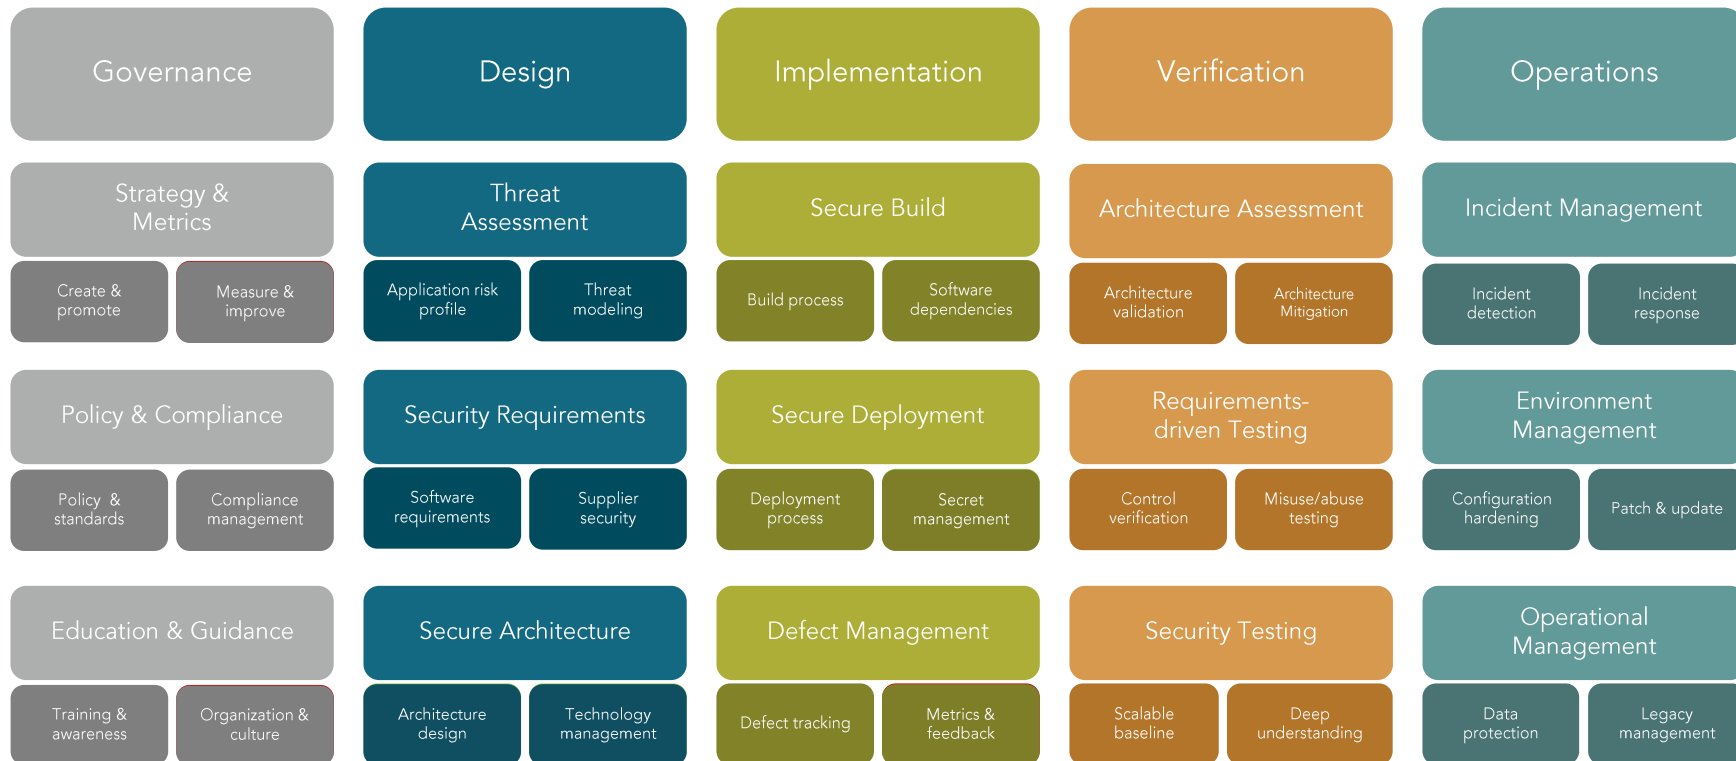 Governance
Design
Implementation
Verification
Operations
Strategy &
Metrics
Threat
Assessment
Secure Build
Architecture Assessment
Incident Management
Create &
promote
Measure &
improve
Application risk
profile
Threat
modeling
Build process
Software
dependencies
Architecture
validation
Architecture
Mitigation
Incident
detection
Incident
response
Policy & Compliance
Security Requirements
Secure Deployment
Requirements-
driven Testing
Environment
Management
Policy &
standards
Compliance
management
Software
requirements
Supplier
security
Deployment
process
Secret
management
Control
verification
Misuse/abuse
testing
Configuration
hardening
Patch & update
Education & Guidance
Secure Architecture
Defect Management
Security Testing
Operational
Management
Training &
awareness
Organization &
culture
Architecture
design
Technology
management
Defect tracking
Metrics &
feedback
Scalable
baseline
Deep
understanding
Data
protection
Legacy
management